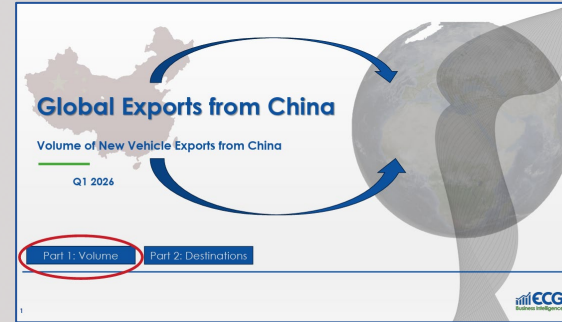 Global Exports from China
Volume of New Vehicle Exports from China
Q1 2026
Part 1: Volume
Part 2: Destinations
1
ECG
Business Intelligence